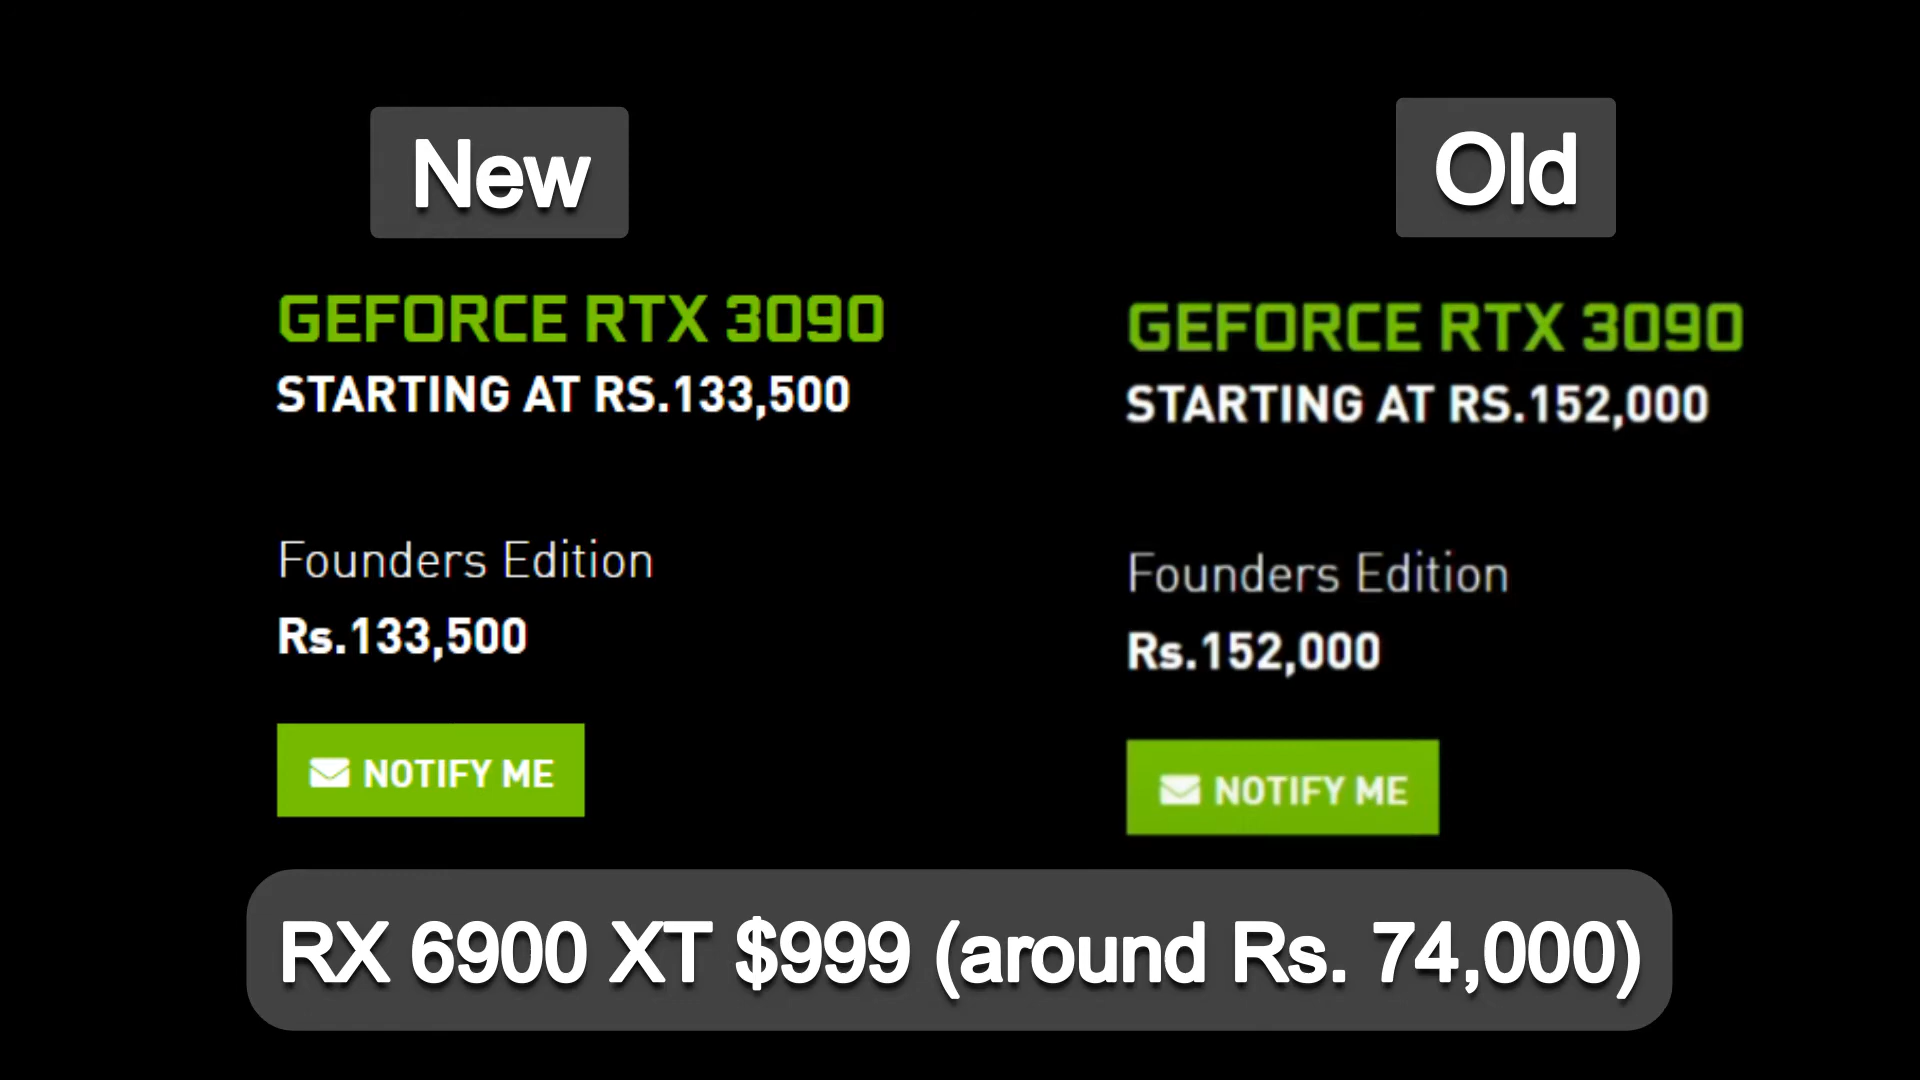 New
GEFORCE RTX 3090
STARTING AT RS.133,500
Founders Edition
Rs.133,500
NOTIFY ME
Old
GEFORCE RTX 3090
STARTING AT RS.152,000
Founders Edition
Rs.152,000
NOTIFY ME
RX 6900 XT $999 (around Rs. 74,000)